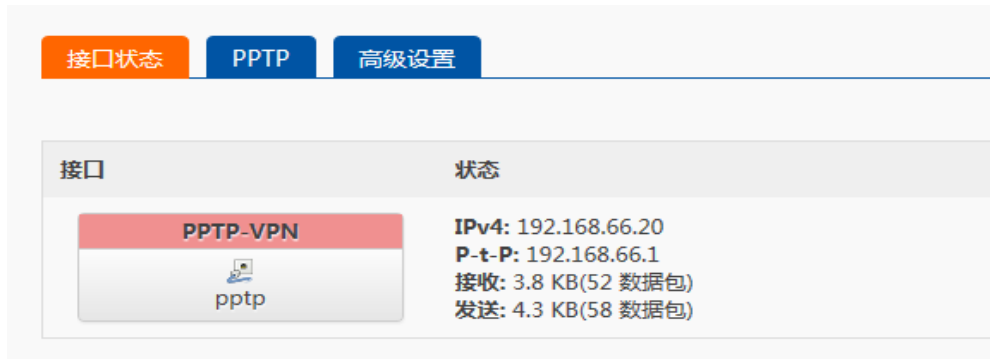 接口状态 PPTP 高级设置
接口 状态
PPTP-VPN
pptp
IPv4: 192.168.66.20
P-t-P: 192.168.66.1
接收: 3.8 KB(52 数据包)
发送: 4.3 KB(58 数据包)